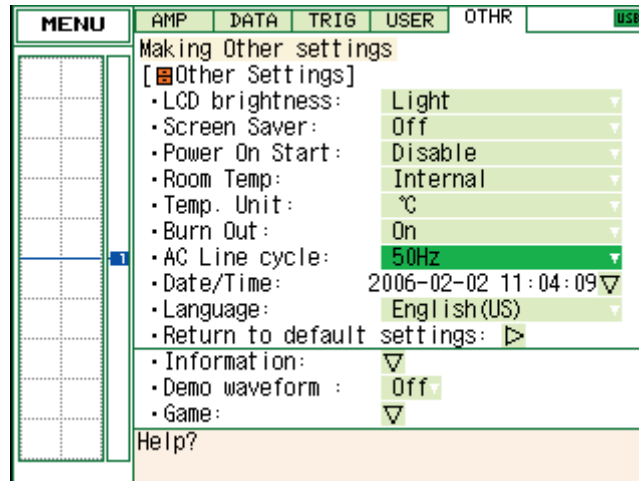 MENU AMP DATA TRIG USER OTHR USB
Making Other settings
[Other Settings]
・LCD brightness: Light
・Screen Saver: Off
・Power On Start: Disable
・Room Temp: Internal
・Temp. Unit: ℃
・Burn Out: On
1
・AC Line cycle: 50Hz
・Date/Time: 2006-02-02 11:04:09
・Language: English(US)
・Return to default settings:
・Information:
・Demo waveform : Off
・Game:
Help?